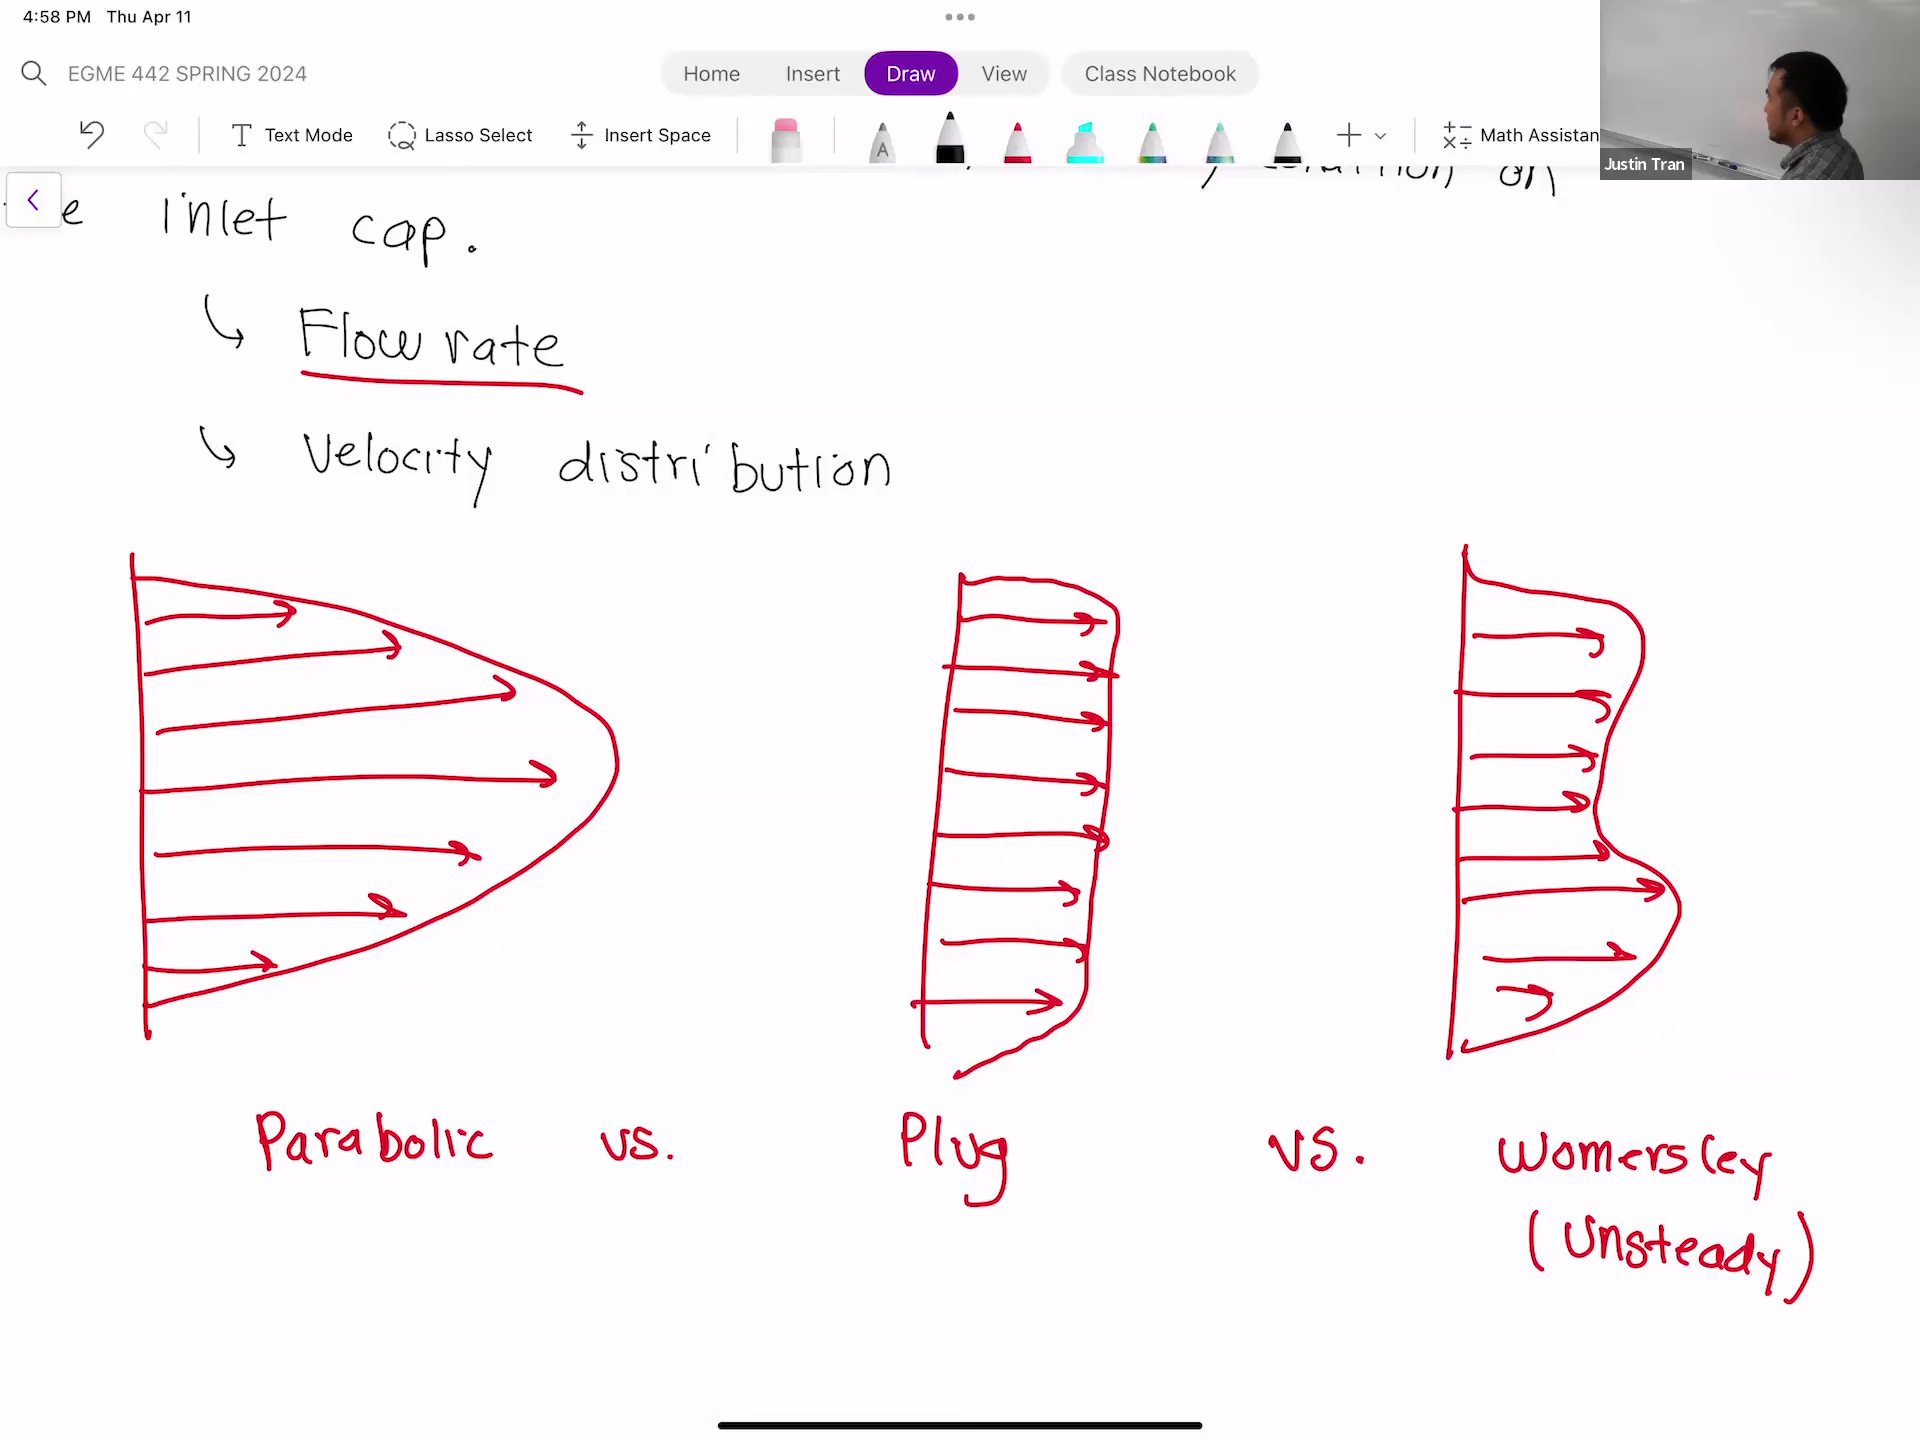 4:58 PM Thu Apr 11
EGME 442 SPRING 2024
Home Insert Draw View Class Notebook
Text Mode Lasso Select Insert Space A Math Assistan
Justin Tran
on
e inlet cap.
Flow rate
Velocity distribution
Parabolic vs. Plug vs. Womersley
(Unsteady)